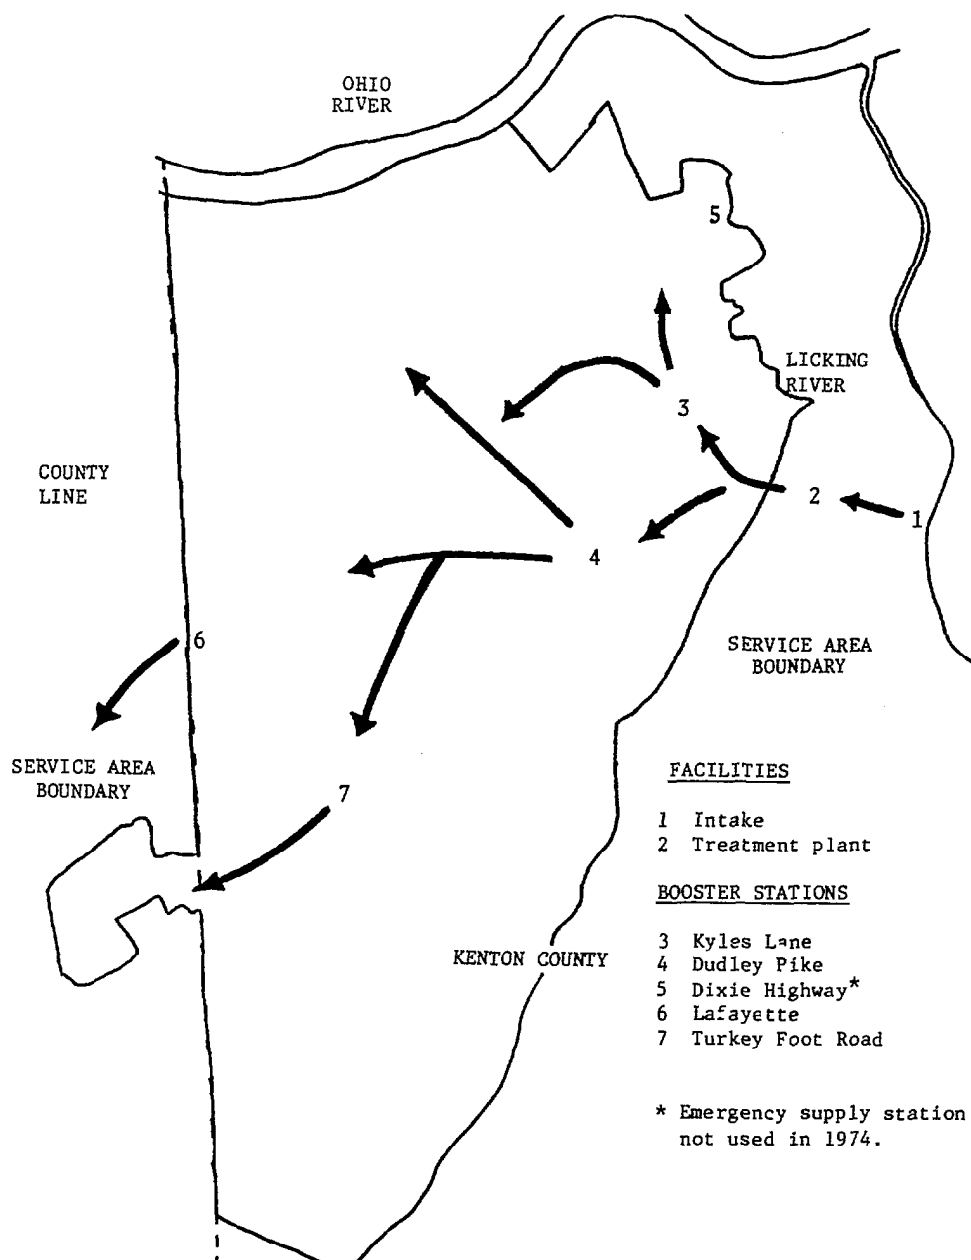 OHIO
RIVER
5
LICKING
RIVER
3
COUNTY
LINE
2
1
4
6
SERVICE AREA
BOUNDARY
SERVICE AREA
BOUNDARY
7
FACILITIES
1 Intake
2 Treatment plant
BOOSTER STATIONS
3 Kyles Lane
KENTON COUNTY
4 Dudley Pike
5 Dixie Highway*
6 Lafayette
7 Turkey Foot Road
* Emergency supply station
not used in 1974.